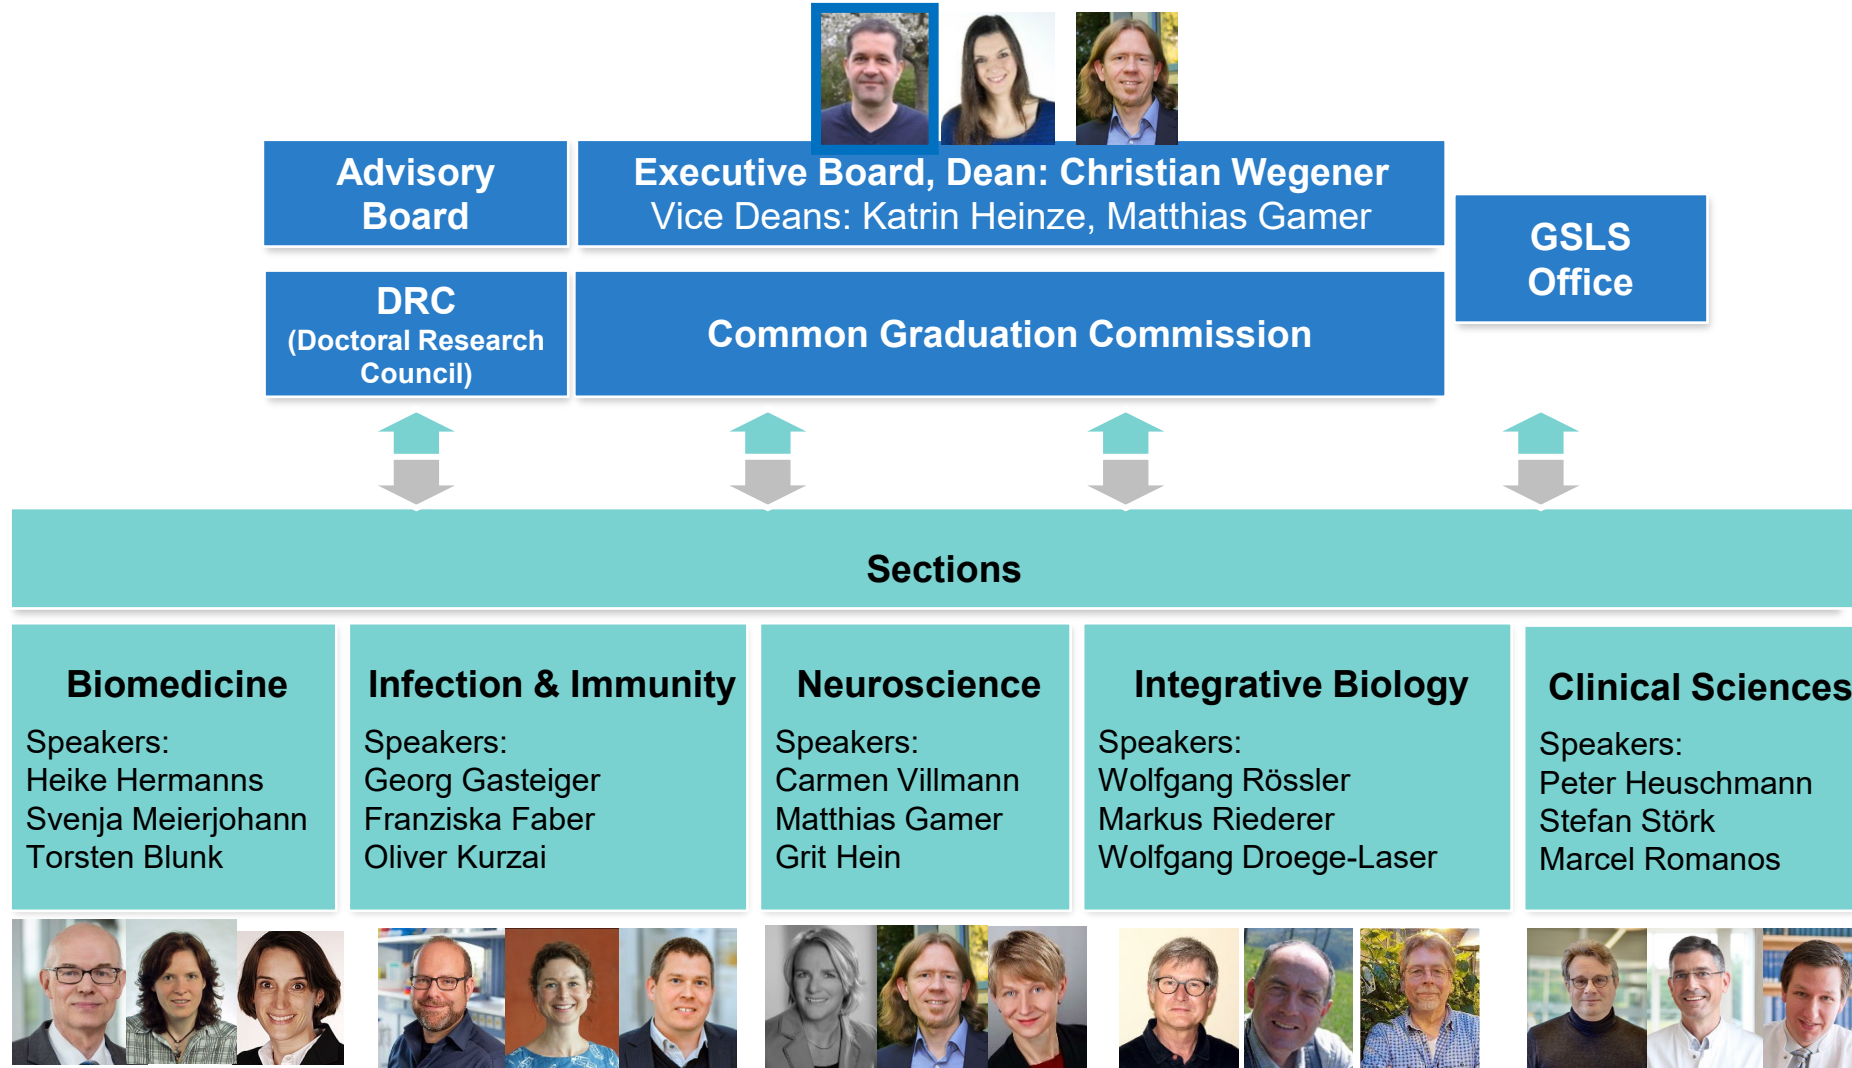 Advisory
Board
Executive Board, Dean: Christian Wegener
Vice Deans: Katrin Heinze, Matthias Gamer
GSLS
Office
DRC
(Doctoral Research
Council)
Common Graduation Commission
Sections
Biomedicine
Speakers:
Heike Hermanns
Svenja Meierjohann
Torsten Blunk
Infection & Immunity
Speakers:
Georg Gasteiger
Franziska Faber
Oliver Kurzai
Neuroscience
Speakers:
Carmen Villmann
Matthias Gamer
Grit Hein
Integrative Biology
Speakers:
Wolfgang Rössler
Markus Riederer
Wolfgang Droege-Laser
Clinical Sciences
Speakers:
Peter Heuschmann
Stefan Störk
Marcel Romanos